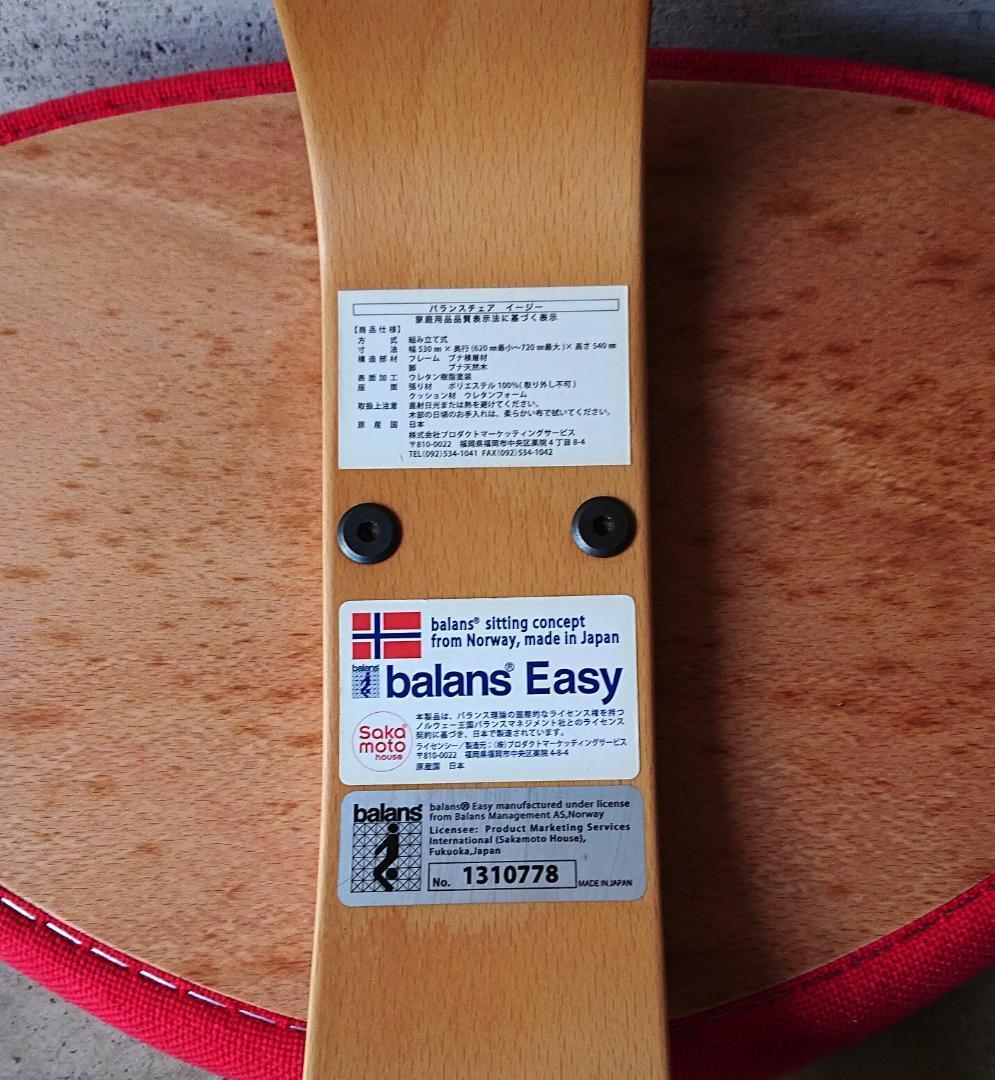 バランスチェア イージー
家庭用品品質表示法に基づく表示
【商品仕様】
方 式 組み立て式
寸 法 幅 530 ㎜ × 奥行(620 ㎜最小〜720 ㎜最大)× 高さ 540 ㎜
構造部材 フレーム ブナ積層材
脚 ブナ天然木
表面加工 ウレタン樹脂塗装
座 面 張り材 ポリエステル 100%(取り外し不可)
クッション材 ウレタンフォーム
取扱上注意 直射日光または熱を避けてください。
木部の日頃のお手入れは、柔らかい布で拭いてください。
原 産 国 日本
株式会社プロダクトマーケッティングサービス
〒810-0022 福岡県福岡市中央区薬院 4 丁目 8-4
TEL(092)534-1041 FAX(092)534-1042
balans® sitting concept
from Norway, made in Japan
balans
balans® Easy
Saka
moto
house
本製品は、バランス理論の国際的なライセンス権を持つ
ノルウェー王国バランスマネジメント社とのライセンス
契約に基づき、日本で製造されています。
ライセンシー/製造元:(株)プロダクトマーケッティングサービス
〒810-0022 福岡県福岡市中央区薬院 4-8-4
原産国 日本
balans®
balans® Easy manufactured under license
from Balans Management AS,Norway
Licensee: Product Marketing Services
International (Sakamoto House),
Fukuoka,Japan
No. 1310778
MADE IN JAPAN